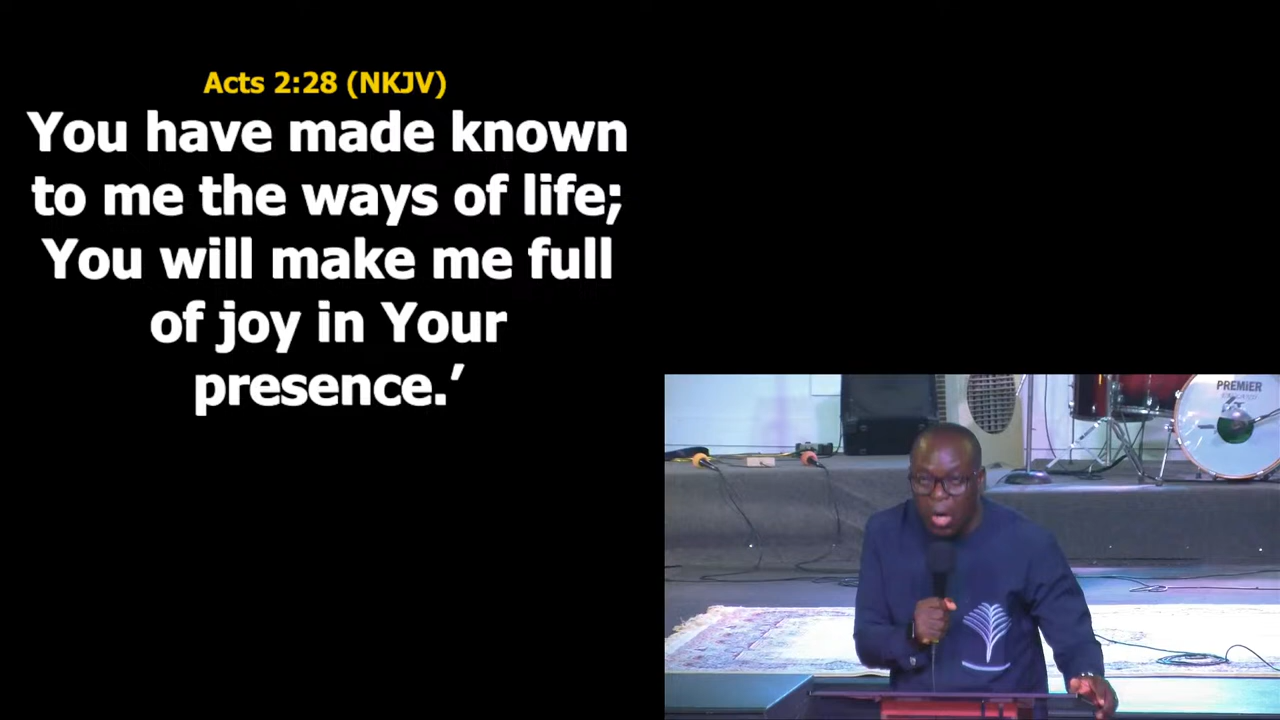 Acts 2:28 (NKJV)
You have made known
to me the ways of life;
You will make me full
of joy in Your
presence.’
PREMIER